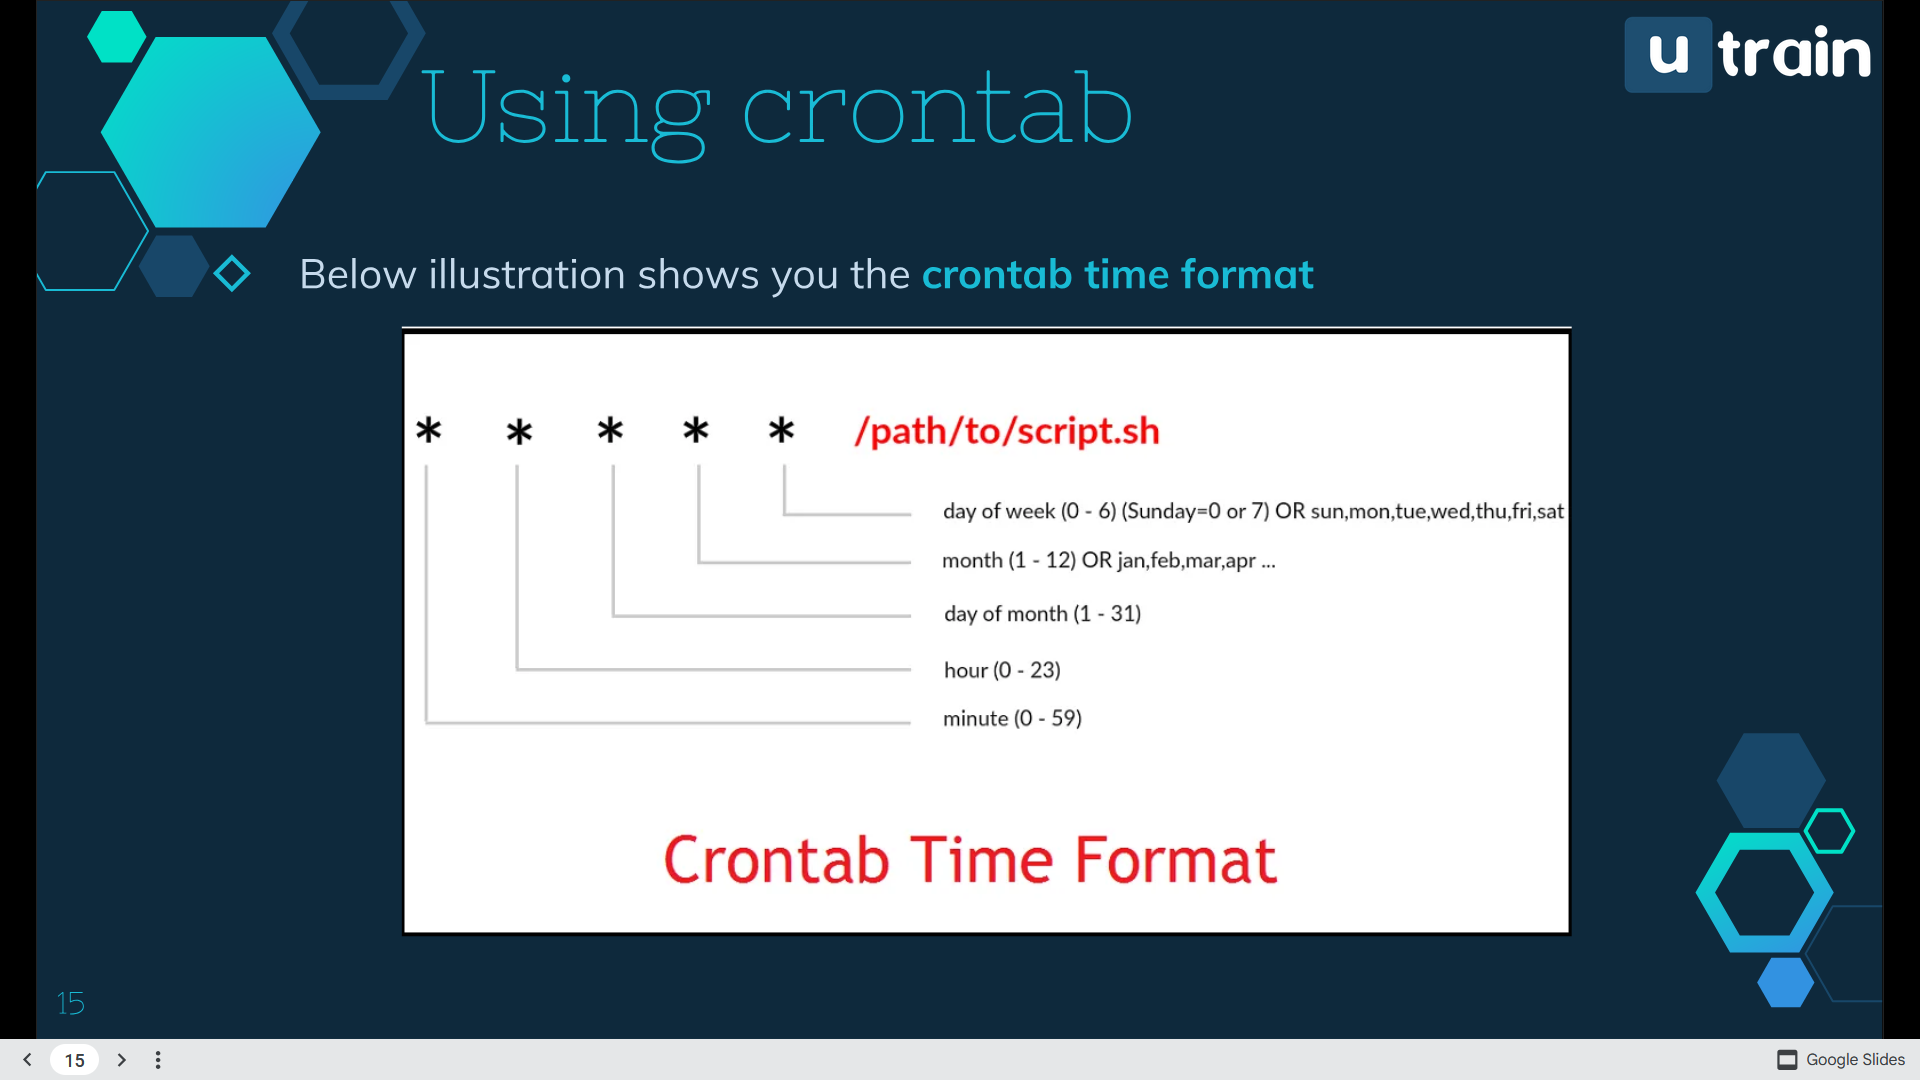 u train
Using crontab
Below illustration shows you the crontab time format
* * * * * /path/to/script.sh
day of week (0 - 6) (Sunday=0 or 7) OR sun,mon,tue,wed,thu,fri,sat
month (1 - 12) OR jan,feb,mar,apr ...
day of month (1 - 31)
hour (0 - 23)
minute (0 - 59)
Crontab Time Format
15
15
Google Slides